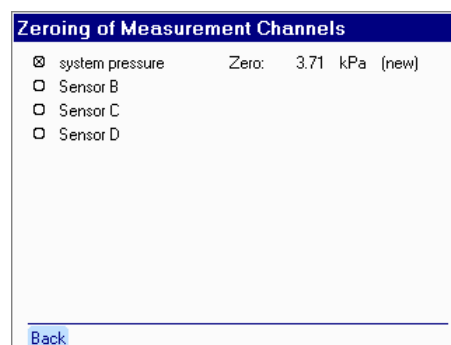 Zeroing of Measurement Channels
system pressure Zero: 3.71 kPa (new)
Sensor B
Sensor C
Sensor D
Back